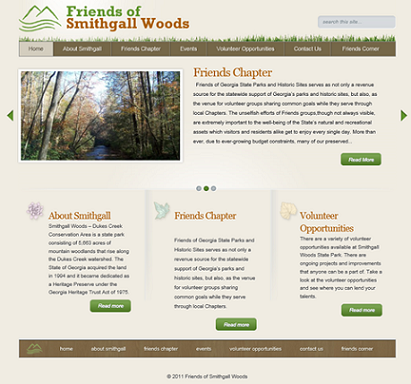 Friends of
Smithgall Woods
search this site...
Home About Smithgall Friends Chapter Events Volunteer Opportunities Contact Us Friends Corner
Friends Chapter
Friends of Georgia State Parks and Historic Sites serves as not only a revenue
source for the statewide support of Georgia's parks and historic sites, but also, as
the venue for volunteer groups sharing common goals while they serve through
local Chapters. The unselfish efforts of Friends groups,though not always visible,
are extremely important to the well-being of the State's natural and recreational
assets which visitors and residents alike get to enjoy every single day. More than
ever, due to ever-growing budget constraints, many of our preserved...
Read More
About Smithgall
Smithgall Woods – Dukes Creek
Conservation Area is a state park
consisting of 5,663 acres of
mountain woodlands that rise along
the Dukes Creek watershed. The
State of Georgia acquired the land
in 1994 and it became dedicated as
a Heritage Preserve under the
Georgia Heritage Trust Act of 1975.
Read more
Friends Chapter
Friends of Georgia State Parks and
Historic Sites serves as not only a
revenue source for the statewide
support of Georgia's parks and
historic sites, but also, as the venue
for volunteer groups sharing
common goals while they serve
through local Chapters.
Read more
Volunteer
Opportunities
There are a variety of volunteer
opportunities available at Smithgall
Woods State Park. There are
ongoing projects and improvements
that anyone can be a part of. Take a
look at the volunteer opportunities
and see where you can lend your
talents.
Read more
home about smithgall friends chapter events volunteer opportunities contact us friends corner
© 2011 Friends of Smithgall Woods